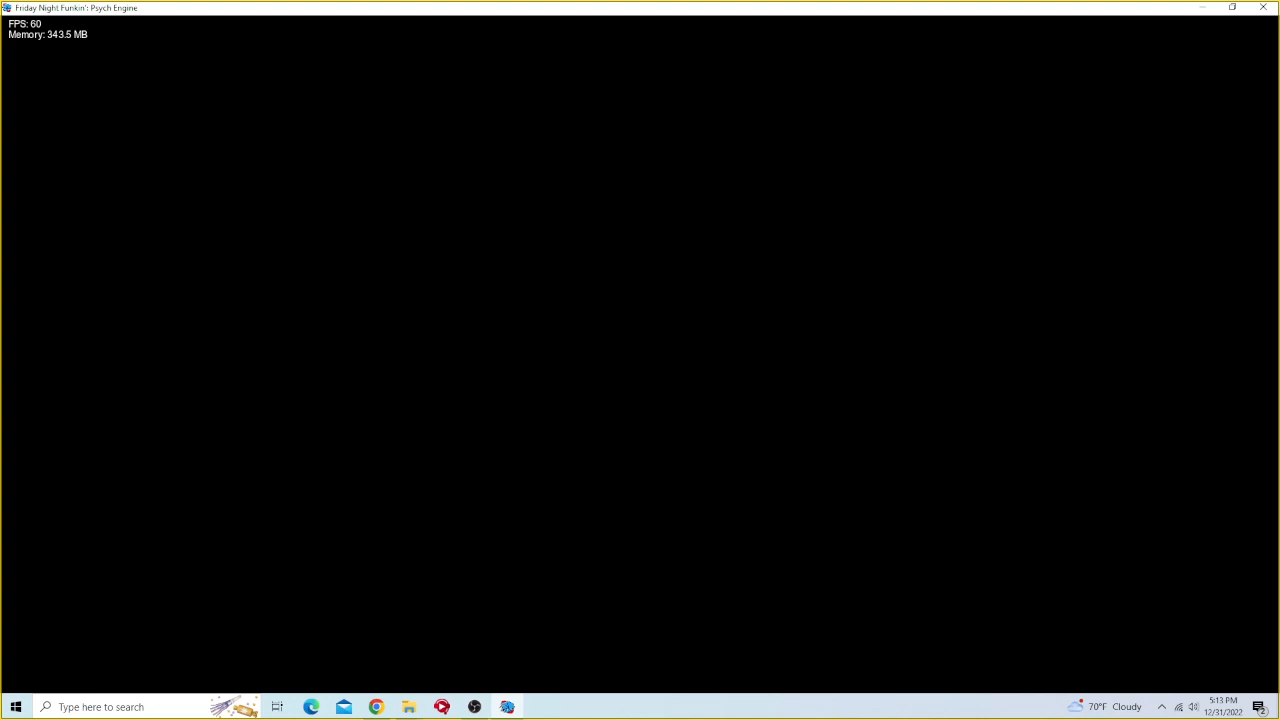 Friday Night Funkin': Psych Engine
FPS: 60
Memory: 343.5 MB
Type here to search
70°F Cloudy
5:13 PM
12/31/2022
2